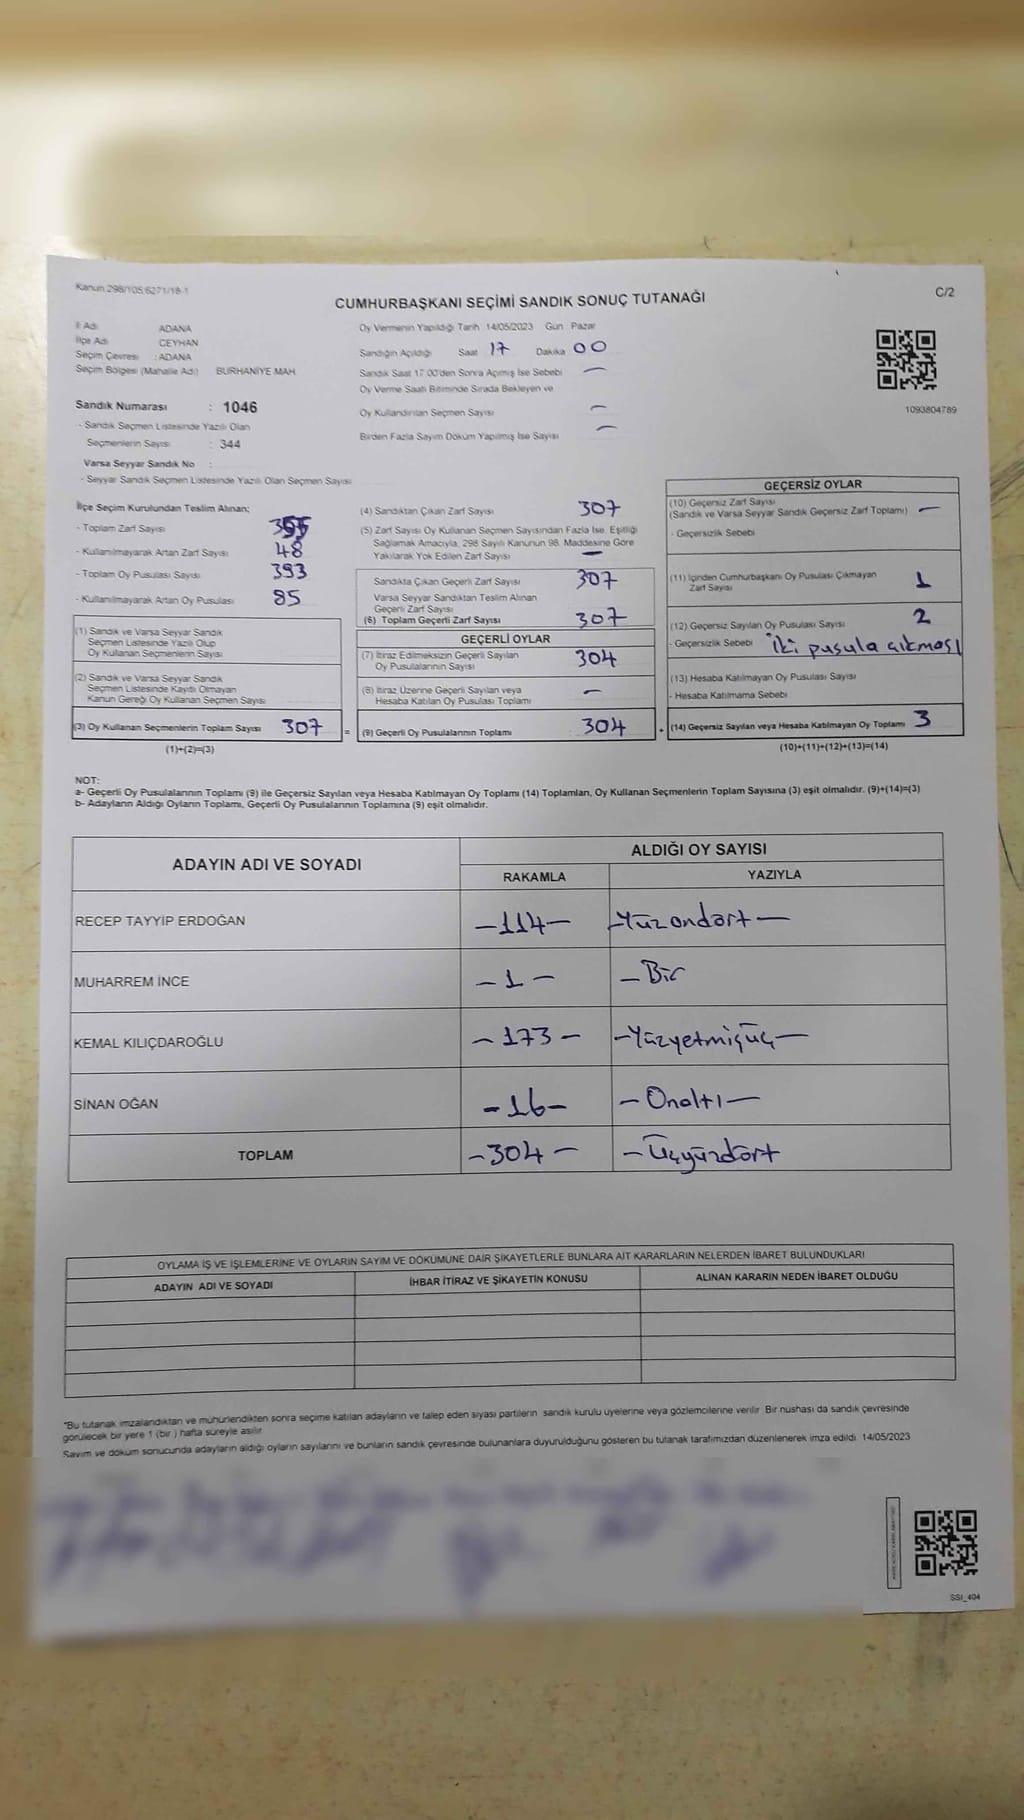 Kanun 298/105,6271/18-1
C/2
CUMHURBAŞKANI SEÇİMİ SANDIK SONUÇ TUTANAĞI
İl Adı ADANA
İlçe Adı CEYHAN
Seçim Çevresi : ADANA
Seçim Bölgesi (Mahalle Adı) BURHANİYE MAH.
Sandık Numarası : 1046
- Sandık Seçmen Listesinde Yazılı Olan
Seçmenlerin Sayısı : 344
Varsa Seyyar Sandık No :
- Seyyar Sandık Seçmen Listesinde Yazılı Olan Seçmen Sayısı
Oy Vermenin Yapıldığı Tarih 14/05/2023 Gün Pazar
Sandığın Açıldığı Saat 17 Dakika 00
Sandık Saat 17.00'den Sonra Açımış İse Sebebi —
Oy Verme Saati Bitiminde Sırada Bekleyen ve
Oy Kullandırılan Seçmen Sayısı —
Birden Fazla Sayım Döküm Yapılmış İse Sayısı —
1093804789
İlçe Seçim Kurulundan Teslim Alınan;
- Toplam Zarf Sayısı
- Kullanılmayarak Artan Zarf Sayısı 48
- Toplam Oy Pusulası Sayısı 393
- Kullanılmayarak Artan Oy Pusulası 85
(1) Sandık ve Varsa Seyyar Sandık
Seçmen Listesinde Yazılı Olup
Oy Kullanan Seçmenlerin Sayısı
(2) Sandık ve Varsa Seyyar Sandık
Seçmen Listesinde Kayıtlı Olmayan
Kanun Gereği Oy Kullanan Seçmen Sayısı
(3) Oy Kullanan Seçmenlerin Toplam Sayısı 307 =
(1)+(2)=(3)
(4) Sandıktan Çıkan Zarf Sayısı 307
(5) Zarf Sayısı Oy Kullanan Seçmen Sayısından Fazla İse, Eşitliği
Sağlamak Amacıyla, 298 Sayılı Kanunun 98. Maddesine Göre
Yakılarak Yok Edilen Zarf Sayısı —
Sandıkta Çıkan Geçerli Zarf Sayısı 307
Varsa Seyyar Sandıktan Teslim Alınan
Geçerli Zarf Sayısı
(6) Toplam Geçerli Zarf Sayısı 307
GEÇERLİ OYLAR
(7) İtiraz Edilmeksizin Geçerli Sayılan
Oy Pusulalarının Sayısı 304
(8) İtiraz Üzerine Geçerli Sayılan veya
Hesaba Katılan Oy Pusulası Toplamı —
(9) Geçerli Oy Pusulalarının Toplamı 304 +
GEÇERSİZ OYLAR
(10) Geçersiz Zarf Sayısı
(Sandık ve Varsa Seyyar Sandık Geçersiz Zarf Toplamı) —
- Geçersizlik Sebebi
(11) İçinden Cumhurbaşkanı Oy Pusulası Çıkmayan
Zarf Sayısı 1
(12) Geçersiz Sayılan Oy Pusulası Sayısı 2
- Geçersizlik Sebebi İki pusula çıkması
(13) Hesaba Katılmayan Oy Pusulası Sayısı
- Hesaba Katılmama Sebebi
(14) Geçersiz Sayılan veya Hesaba Katılmayan Oy Toplamı 3
(10)+(11)+(12)+(13)=(14)
NOT:
a- Geçerli Oy Pusulalarının Toplamı (9) ile Geçersiz Sayılan veya Hesaba Katılmayan Oy Toplamı (14) Toplamları, Oy Kullanan Seçmenlerin Toplam Sayısına (3) eşit olmalıdır. (9)+(14)=(3)
b- Adayların Aldığı Oyların Toplamı, Geçerli Oy Pusulalarının Toplamına (9) eşit olmalıdır.
ADAYIN ADI VE SOYADI
ALDIĞI OY SAYISI
RAKAMLA YAZIYLA
RECEP TAYYİP ERDOĞAN -114- -Yüzondört-
MUHARREM İNCE -1- -Bir
KEMAL KILIÇDAROĞLU -173- -Yüzyetmişüç-
SİNAN OĞAN -16- -Onaltı-
TOPLAM -304- -Üçyüzdört
OYLAMA İŞ VE İŞLEMLERİNE VE OYLARIN SAYIM VE DÖKÜMÜNE DAİR ŞİKAYETLERLE BUNLARA AİT KARARLARIN NELERDEN İBARET BULUNDUKLARI
ADAYIN ADI VE SOYADI İHBAR İTİRAZ VE ŞİKAYETİN KONUSU ALINAN KARARIN NEDEN İBARET OLDUĞU
*Bu tutanak imzalandıktan ve mühürlendikten sonra seçime katılan adayların ve talep eden siyasi partilerin sandık kurulu üyelerine veya gözlemcilerine verilir. Bir nüshası da sandık çevresinde
görülecek bir yere 1 (bir ) hafta süreyle asılır.
Sayım ve döküm sonucunda adayların aldığı oyların sayılarını ve bunların sandık çevresinde bulunanlara duyurulduğunu gösteren bu tutanak tarafımızdan düzenlenerek imza edildi. 14/05/2023
SSI_404